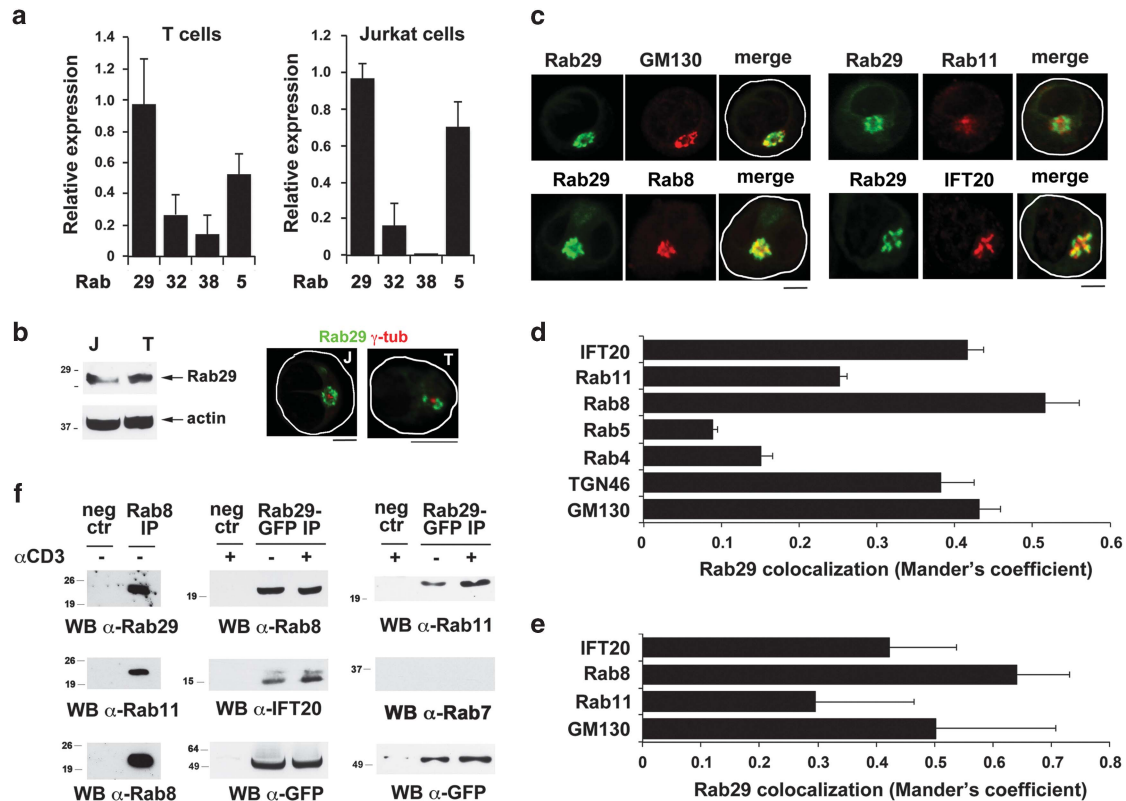 a
T cells
Relative expression
1.4
1.2
1.0
0.8
0.6
0.4
0.2
0
Rab 29 32 38 5
Jurkat cells
Relative expression
1.2
1.0
0.8
0.6
0.4
0.2
0
29 32 38 5
b
J T
29 -
-
Rab29
37 -
actin
Rab29 γ-tub
J
T
c
Rab29 GM130 merge
Rab29 Rab11 merge
Rab29 Rab8 merge
Rab29 IFT20 merge
d
IFT20
Rab11
Rab8
Rab5
Rab4
TGN46
GM130
0 0.1 0.2 0.3 0.4 0.5 0.6
Rab29 colocalization (Mander's coefficient)
e
IFT20
Rab8
Rab11
GM130
0 0.1 0.2 0.3 0.4 0.5 0.6 0.7 0.8
Rab29 colocalization (Mander's coefficient)
f
neg ctr
Rab8 IP
αCD3 - -
26
19
WB α-Rab29
26
19
WB α-Rab11
26
19
WB α-Rab8
neg ctr
Rab29-GFP IP
+ - +
19
WB α-Rab8
15
WB α-IFT20
64
49
WB α-GFP
neg ctr
Rab29-GFP IP
+ - +
19
WB α-Rab11
37
WB α-Rab7
49
WB α-GFP